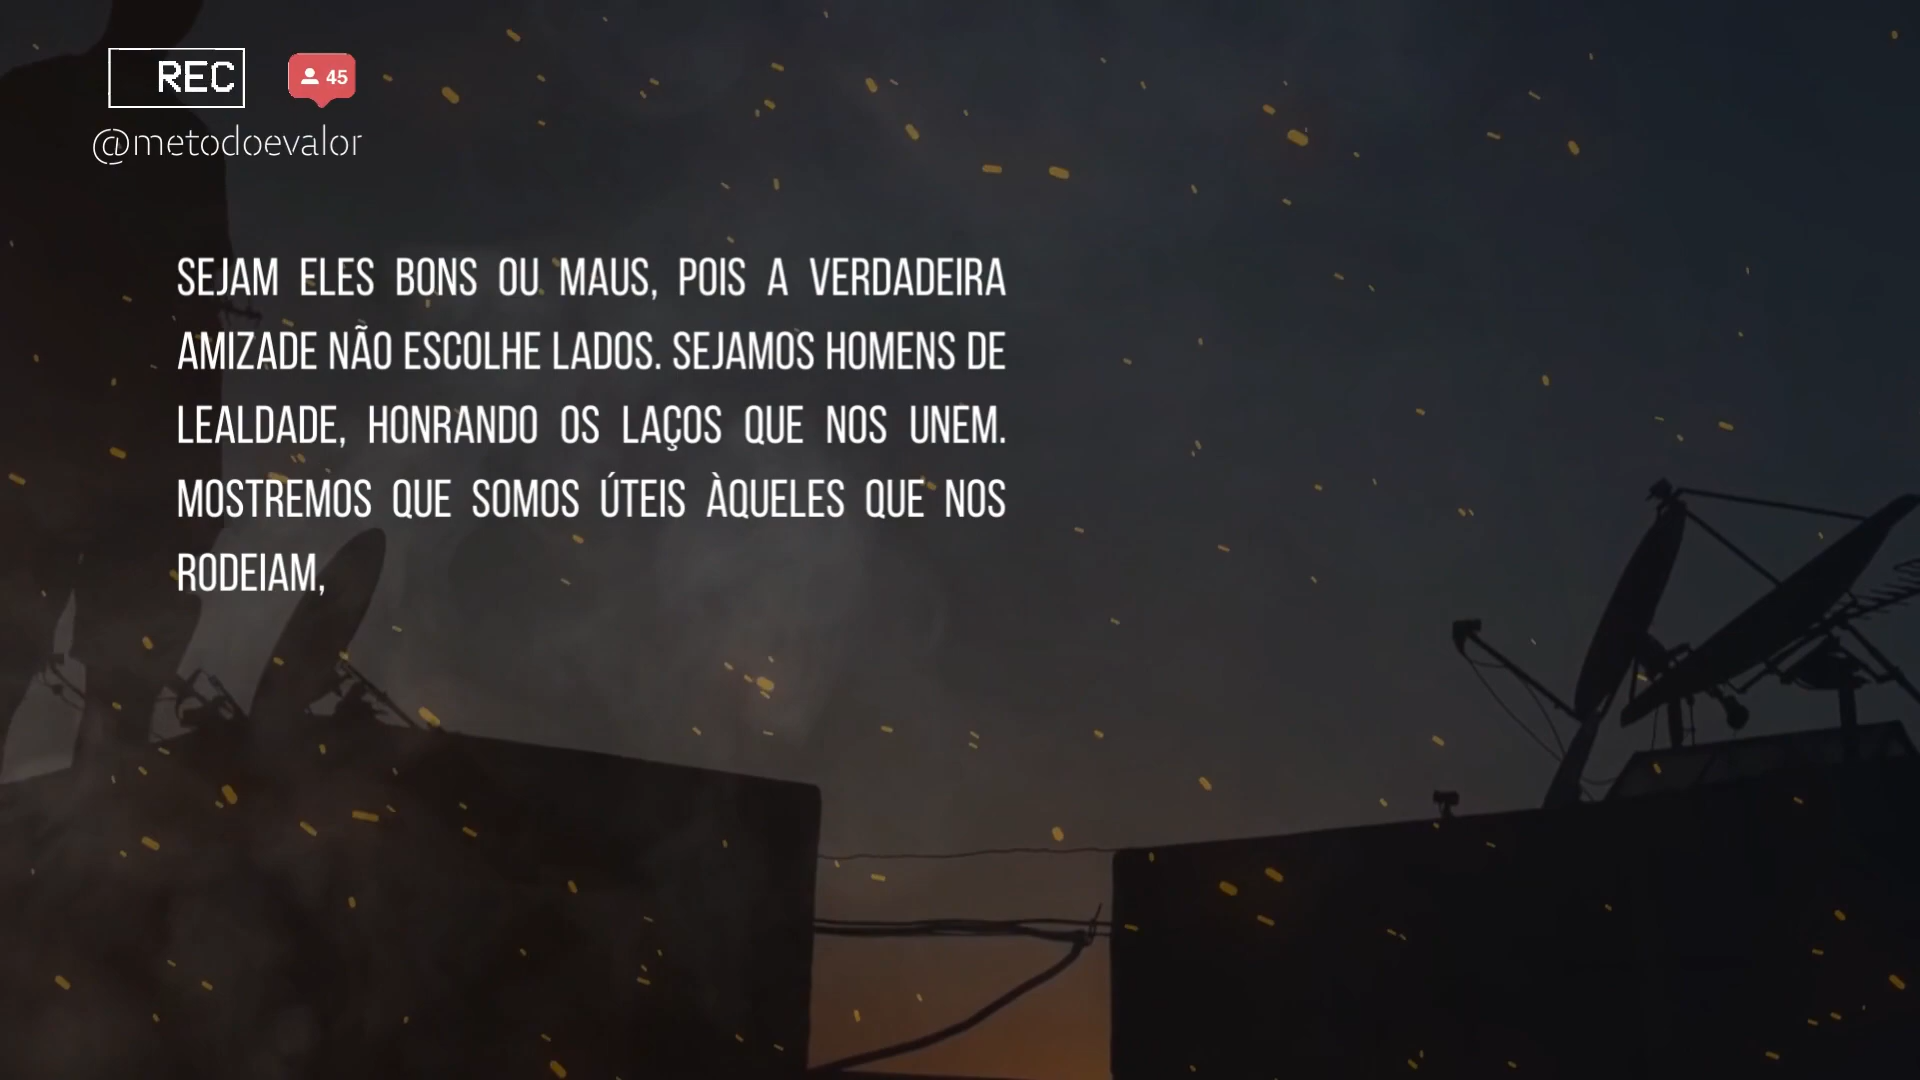 REC
45
@metodoevalor
SEJAM ELES BONS OU MAUS, POIS A VERDADEIRA
AMIZADE NÃO ESCOLHE LADOS. SEJAMOS HOMENS DE
LEALDADE, HONRANDO OS LAÇOS QUE NOS UNEM.
MOSTREMOS QUE SOMOS ÚTEIS ÀQUELES QUE NOS
RODEIAM,